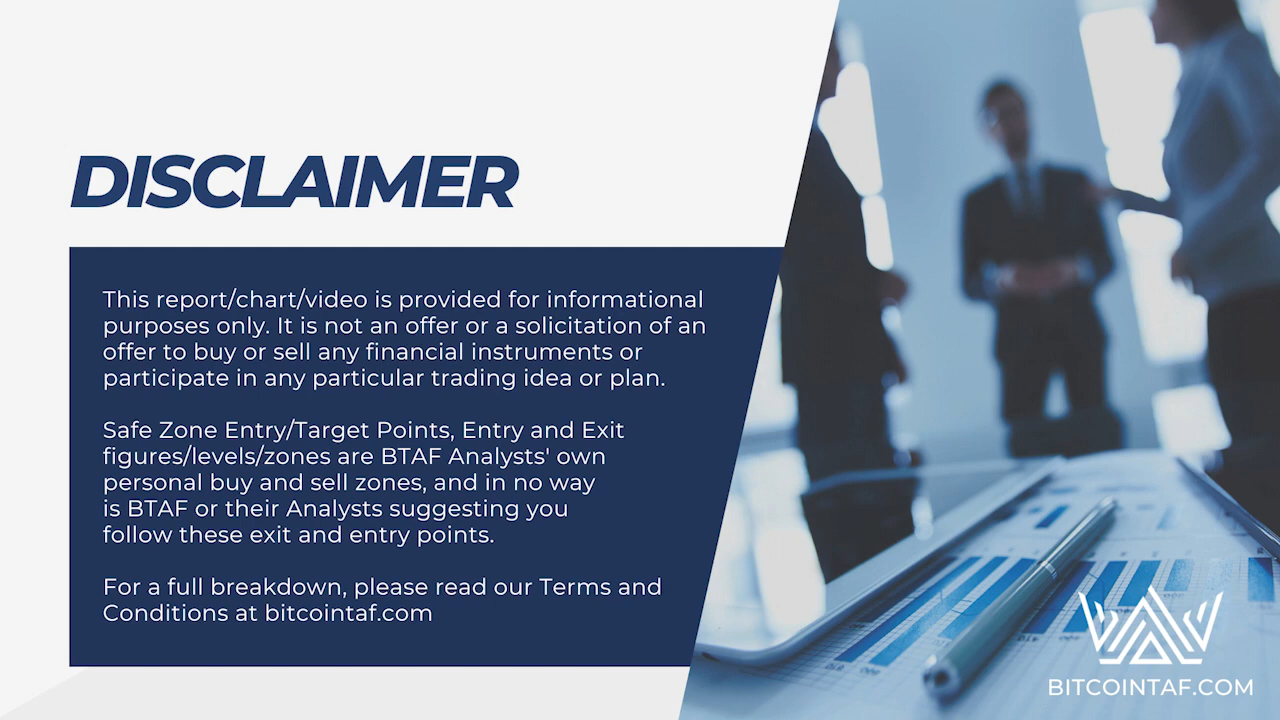 DISCLAIMER
This report/chart/video is provided for informational
purposes only. It is not an offer or a solicitation of an
offer to buy or sell any financial instruments or
participate in any particular trading idea or plan.
Safe Zone Entry/Target Points, Entry and Exit
figures/levels/zones are BTAF Analysts' own
personal buy and sell zones, and in no way
is BTAF or their Analysts suggesting you
follow these exit and entry points.
For a full breakdown, please read our Terms and
Conditions at bitcointaf.com
BITCOINTAF.COM